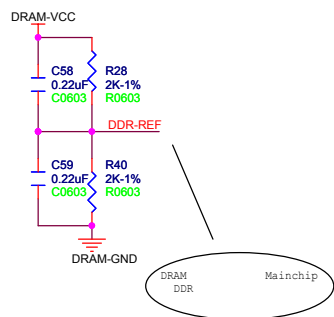 DRAM-VCC
C58
0.22uF
C0603
R28
2K-1%
R0603
DDR-REF
C59
0.22uF
C0603
R40
2K-1%
R0603
DRAM-GND
DRAM Mainchip
DDR